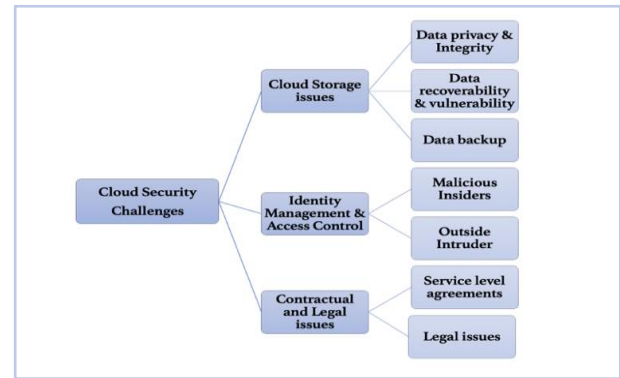 Cloud Security
Challenges
Cloud Storage
issues
Data privacy &
Integrity
Data
recoverability
& vulnerability
Data backup
Identity
Management &
Access Control
Malicious
Insiders
Outside
Intruder
Contractual
and Legal
issues
Service level
agreements
Legal issues